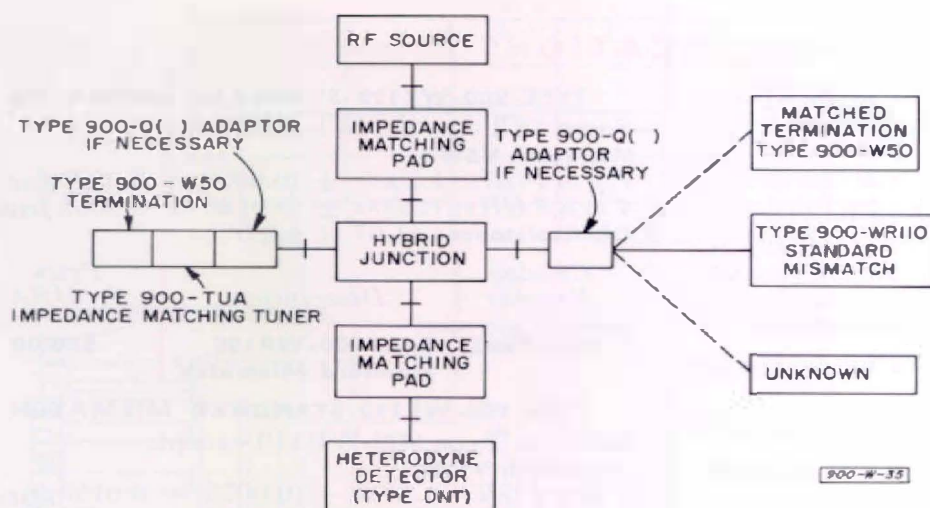 RF SOURCE
TYPE 900-Q( ) ADAPTOR
IF NECESSARY
IMPEDANCE
MATCHING
PAD
TYPE 900-Q( )
ADAPTOR
IF NECESSARY
MATCHED
TERMINATION
TYPE 900-W50
TYPE 900-W50
TERMINATION
HYBRID
JUNCTION
TYPE 900-WR110
STANDARD
MISMATCH
TYPE 900-TUA
IMPEDANCE MATCHING TUNER
IMPEDANCE
MATCHING
PAD
UNKNOWN
HETERODYNE
DETECTOR
(TYPE DNT)
900-W-35